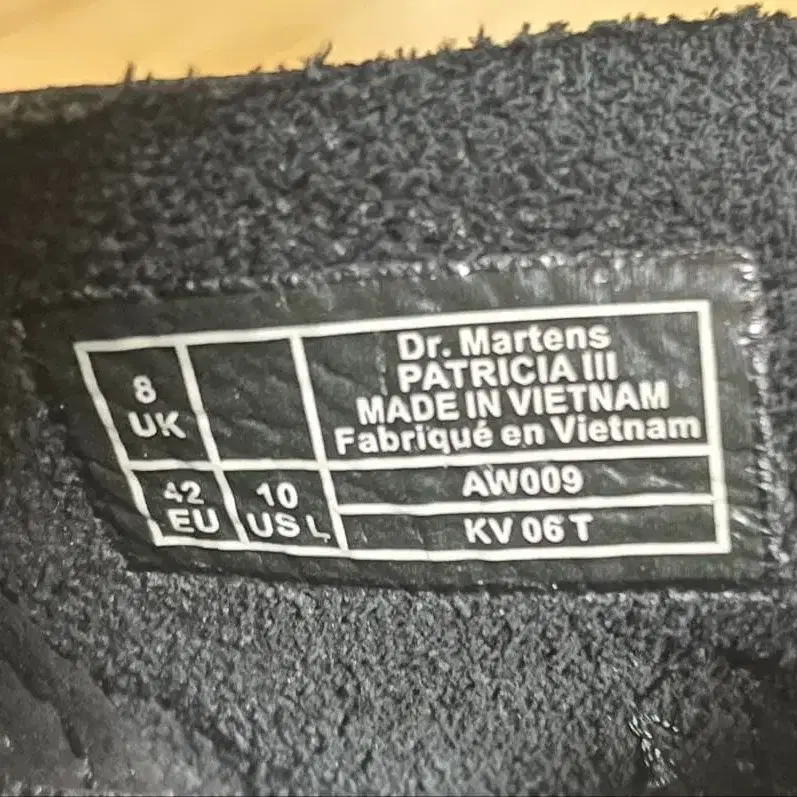 8
UK
Dr. Martens
PATRICIA III
MADE IN VIETNAM
Fabriqué en Vietnam
42
EU
10
US L
AW009
KV 06 T